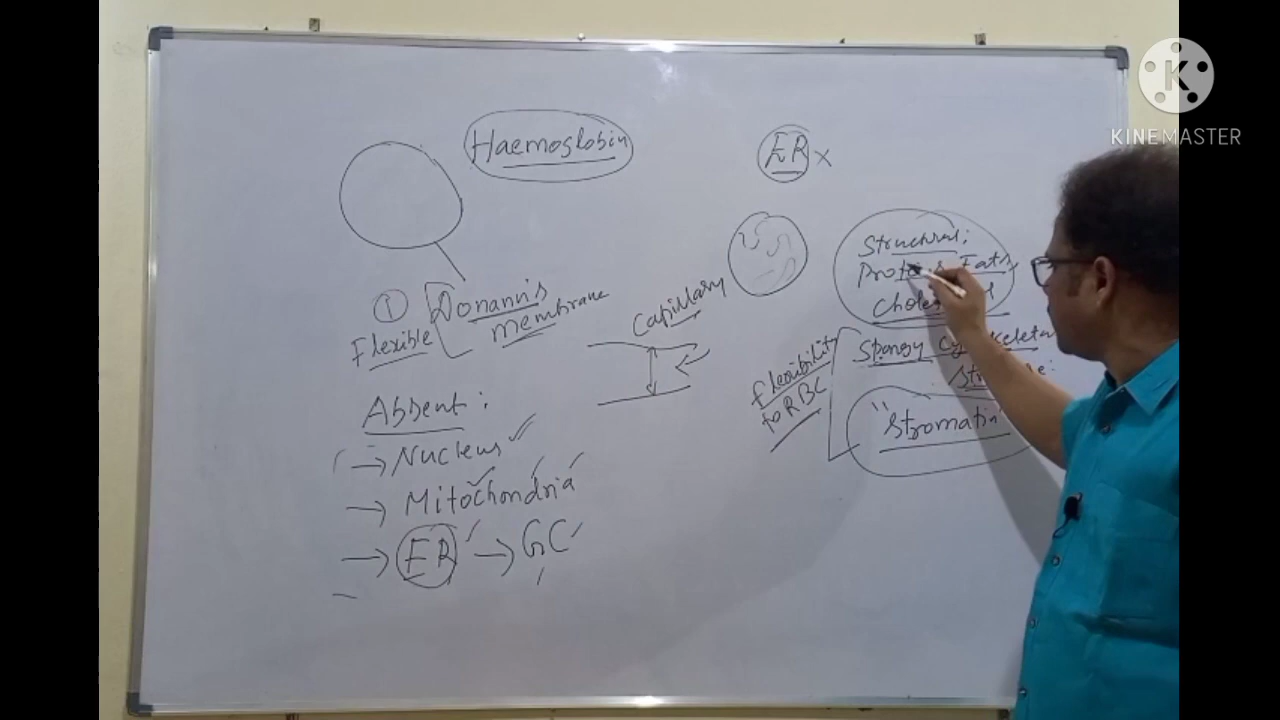 Haemoglobin
ER x
① Donann's
membrane
Flexible
Capillary
Absent:
→ Nucleus ✓
→ Mitochondria
→ ER → GC
Structural:
Fats
flexibility
to RBC
Spongy
"Stromatin"
K
KINEMASTER